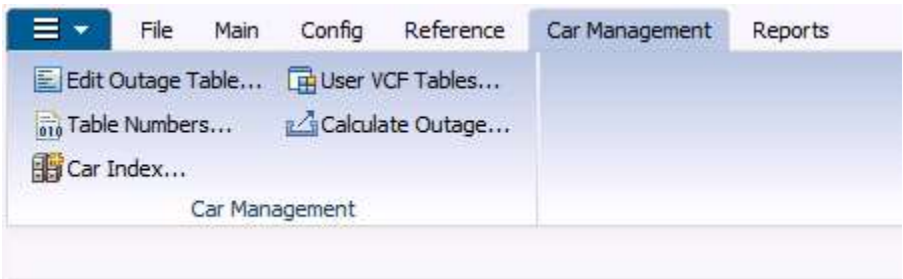 File Main Config Reference Car Management Reports
Edit Outage Table... User VCF Tables...
010 Table Numbers... Calculate Outage...
Car Index...
Car Management